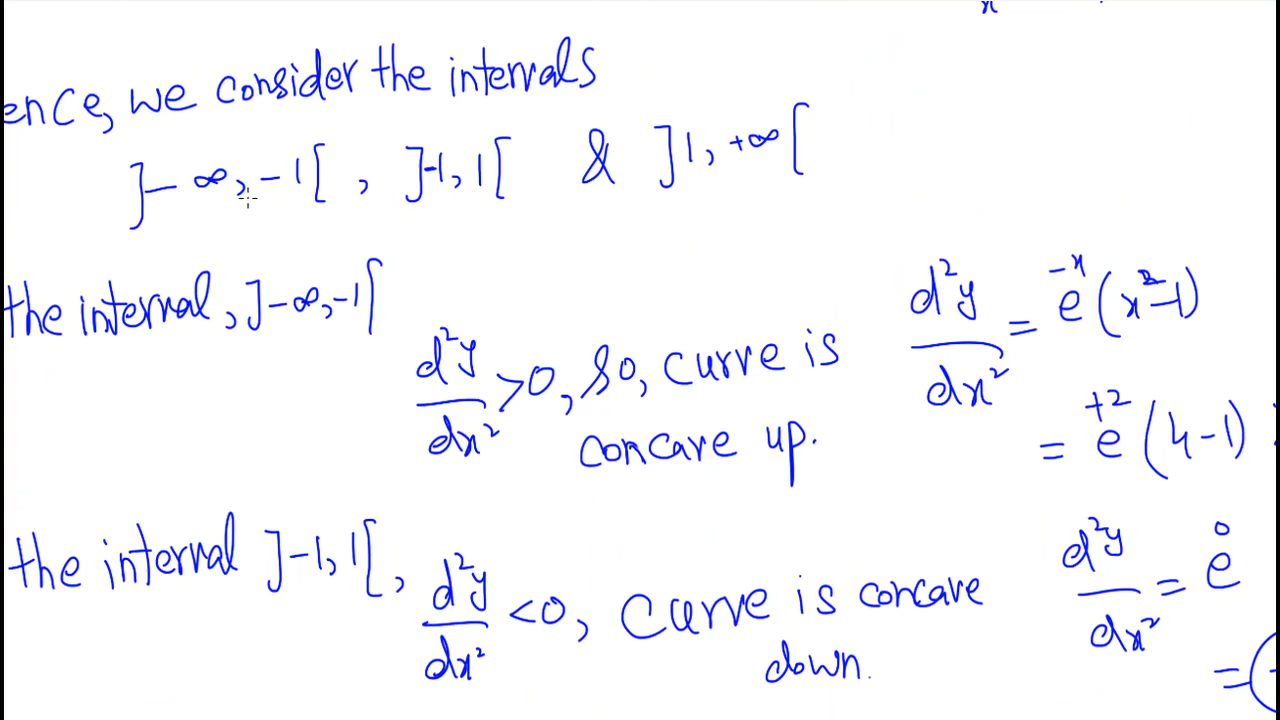 x
ence, we consider the intervals
]-∞, -1[ , ]-1, 1[ & ]1, +∞[
the interval, ]-∞, -1[
d²y/dx² > 0, So, curve is
concave up.
d²y/dx² = e^-x (x²-1)
= e^+2 (4-1)
the interval ]-1, 1[, d²y/dx² < 0, Curve is concave
down.
d²y/dx² = e^0
= (